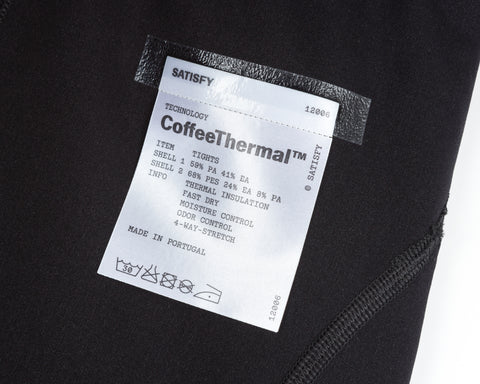 SATISFY
12006
TECHNOLOGY
CoffeeThermal™
ITEM TIGHTS
SHELL 1 59% PA 41% EA
SHELL 2 68% PES 24% EA 8% PA
INFO THERMAL INSULATION
FAST DRY
MOISTURE CONTROL
ODOR CONTROL
4-WAY-STRETCH
MADE IN PORTUGAL
30
© SATISFY
12006